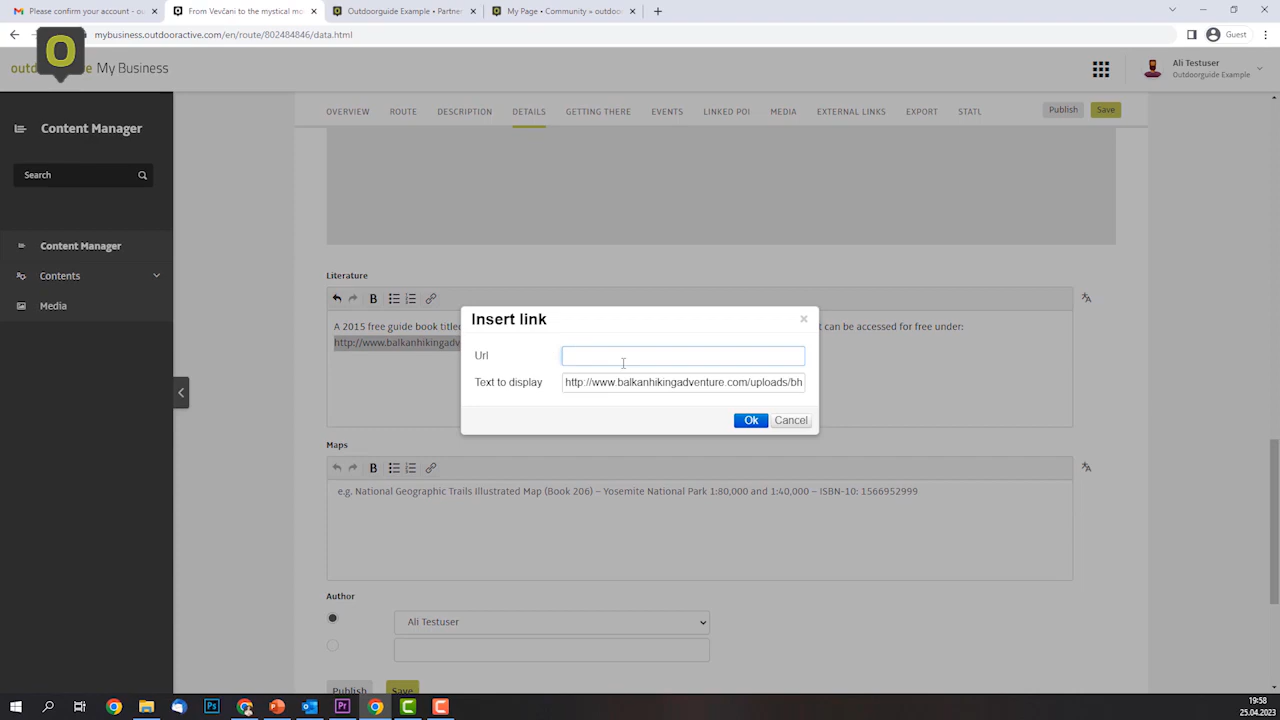 Please confirm your account - ou
From Vevčani to the mystical mo
Outdoorguide Example • Partner
My Page • Community » outdoo
mybusiness.outdooractive.com/en/route/802484846/data.html
Guest
My Business
Ali Testuser
Outdoorguide Example
Content Manager
Search
Content Manager
Contents
Media
OVERVIEW
ROUTE
DESCRIPTION
DETAILS
GETTING THERE
EVENTS
LINKED POI
MEDIA
EXTERNAL LINKS
EXPORT
Publish
Save
Literature
A 2015 free guide book titled
t can be accessed for free under:
http://www.balkanhikingadv
Insert link
Url
Text to display
http://www.balkanhikingadventure.com/uploads/bh
Ok
Cancel
Maps
e.g. National Geographic Trails Illustrated Map (Book 206) – Yosemite National Park 1:80,000 and 1:40,000 – ISBN-10: 1566952999
Author
Ali Testuser
Publish
Save
19:58
25.04.2023